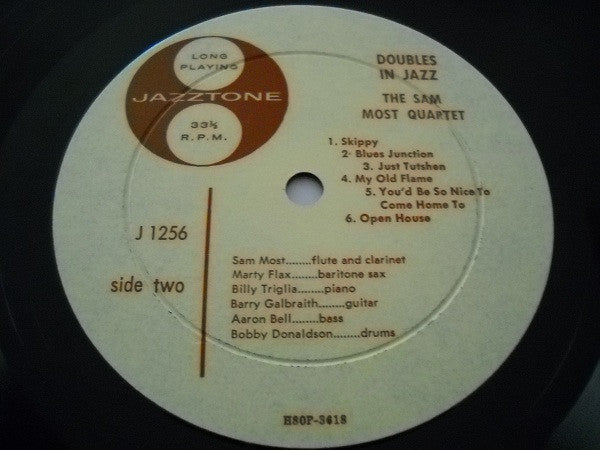 LONG
PLAYING
JAZZTONE
33⅓
R.P.M.
DOUBLES
IN JAZZ
THE SAM
MOST QUARTET
1. Skippy
2. Blues Junction
3. Just Tutshen
4. My Old Flame
5. You'd Be So Nice To
Come Home To
6. Open House
J 1256
side two
Sam Most........flute and clarinet
Marty Flax........baritone sax
Billy Triglia........piano
Barry Galbraith........guitar
Aaron Bell........bass
Bobby Donaldson........drums
H8OP-3418